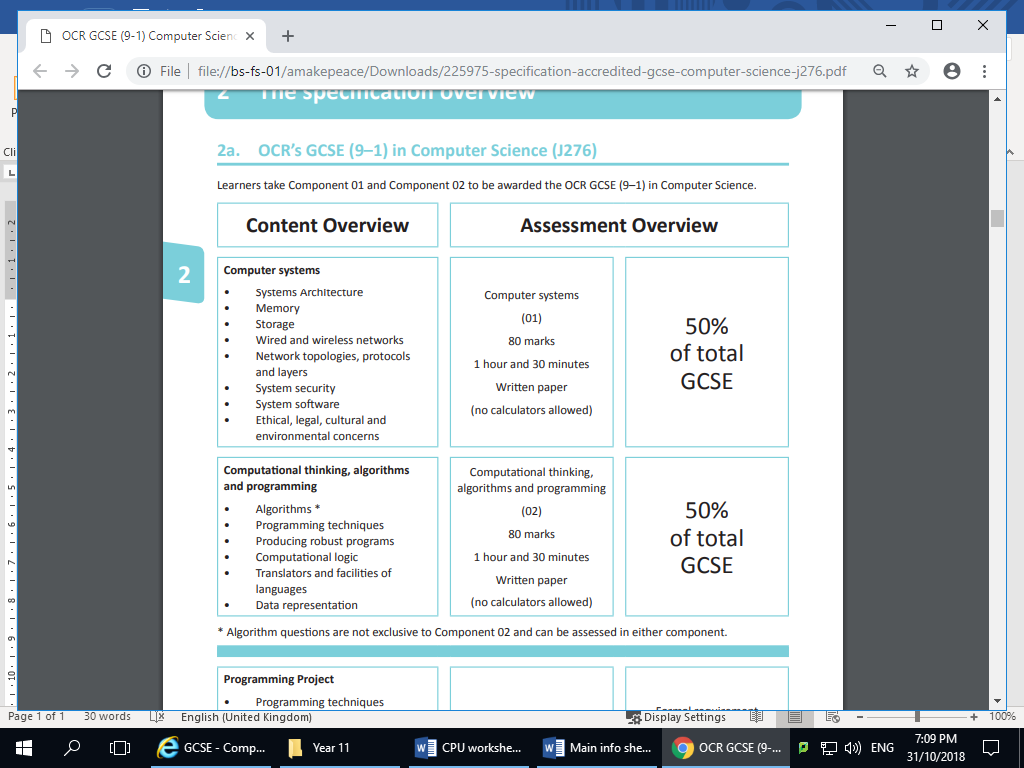 OCR GCSE (9-1) Computer Scien
File
file://bs-fs-01/amakepeace/Downloads/225975-specification-accredited-gcse-computer-science-j276.pdf
P
Cli
2 The specification overview
2a. OCR's GCSE (9–1) in Computer Science (J276)
Learners take Component 01 and Component 02 to be awarded the OCR GCSE (9–1) in Computer Science.
Content Overview
Assessment Overview
2
Computer systems
• Systems Architecture
• Memory
• Storage
• Wired and wireless networks
• Network topologies, protocols
and layers
• System security
• System software
• Ethical, legal, cultural and
environmental concerns
Computer systems
(01)
80 marks
1 hour and 30 minutes
Written paper
(no calculators allowed)
50%
of total
GCSE
Computational thinking, algorithms
and programming
• Algorithms *
• Programming techniques
• Producing robust programs
• Computational logic
• Translators and facilities of
languages
• Data representation
Computational thinking,
algorithms and programming
(02)
80 marks
1 hour and 30 minutes
Written paper
(no calculators allowed)
50%
of total
GCSE
* Algorithm questions are not exclusive to Component 02 and can be assessed in either component.
Programming Project
• Programming techniques
Formal requirement
Page 1 of 1
30 words
English (United Kingdom)
Display Settings
100%
GCSE - Comp...
Year 11
CPU workshe...
Main info she...
OCR GCSE (9-...
ENG
7:09 PM
31/10/2018